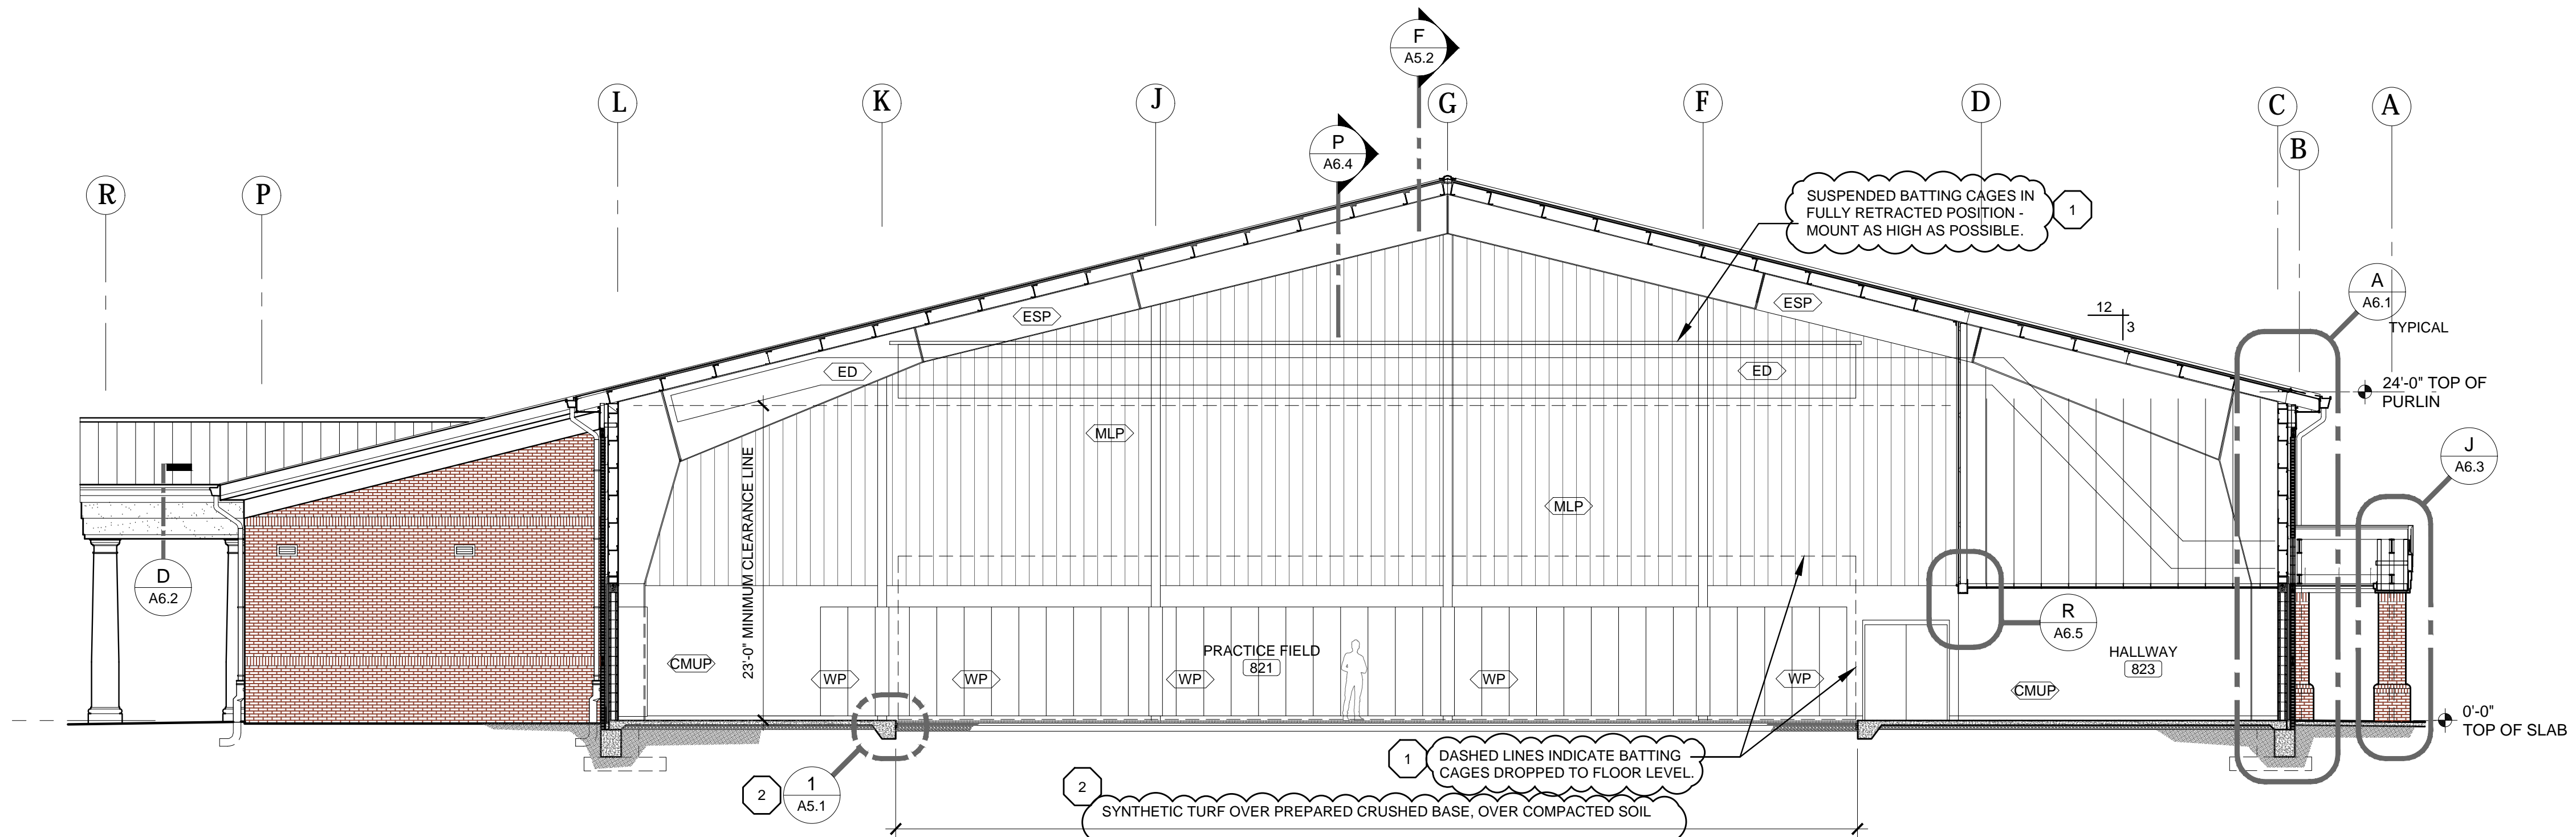 F
A5.2
L
K
J
G
F
D
C
A
B
P
A6.4
R
P
SUSPENDED BATTING CAGES IN
FULLY RETRACTED POSITION -
MOUNT AS HIGH AS POSSIBLE.
1
A
A6.1
TYPICAL
12
3
ESP
ESP
ED
ED
24'-0" TOP OF
PURLIN
MLP
MLP
J
A6.3
23'-0" MINIMUM CLEARANCE LINE
D
A6.2
R
A6.5
PRACTICE FIELD
821
HALLWAY
823
CMUP
WP
WP
WP
WP
WP
CMUP
0'-0"
TOP OF SLAB
2
1
A5.1
1
DASHED LINES INDICATE BATTING
CAGES DROPPED TO FLOOR LEVEL.
2
SYNTHETIC TURF OVER PREPARED CRUSHED BASE, OVER COMPACTED SOIL